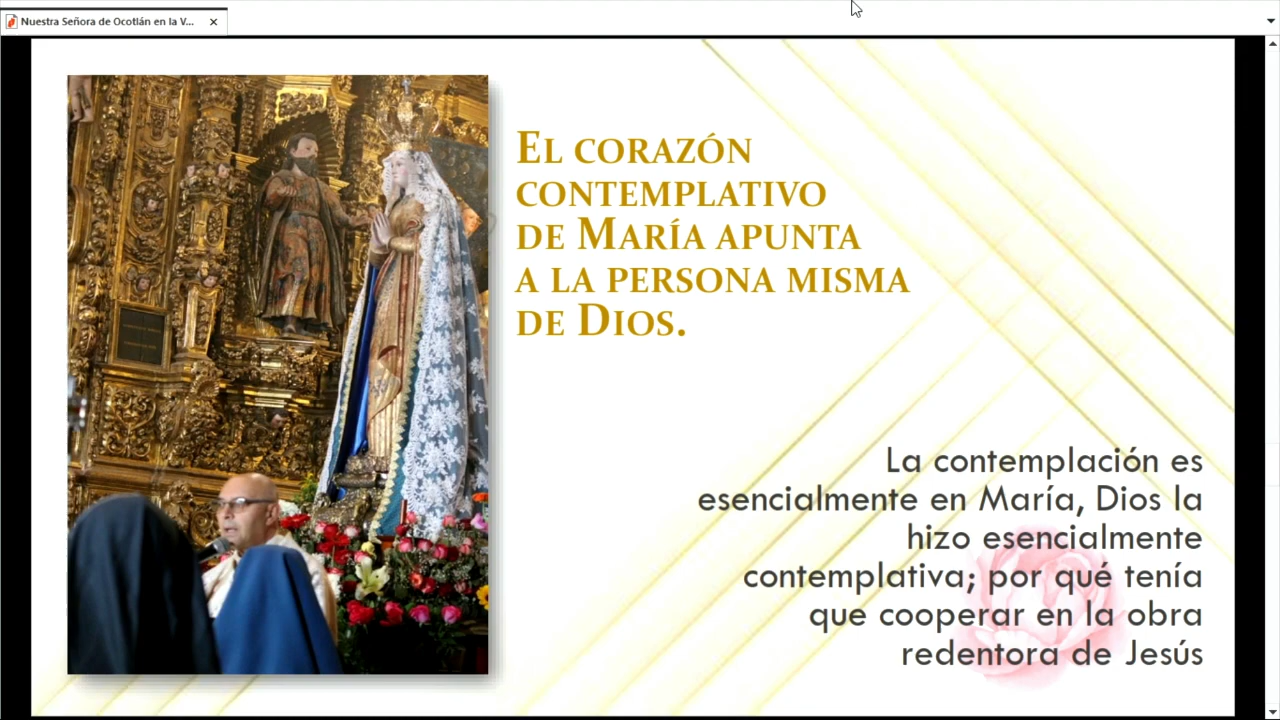 Nuestra Señora de Ocotlán en la V...
El corazón
contemplativo
de María apunta
a la persona misma
de Dios.
La contemplación es
esencialmente en María, Dios la
hizo esencialmente
contemplativa; por qué tenía
que cooperar en la obra
redentora de Jesús